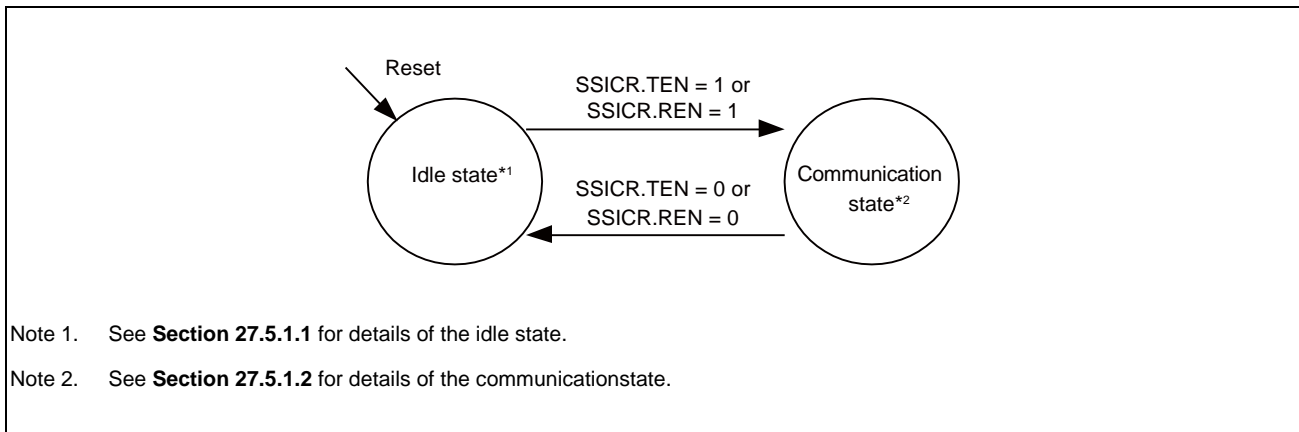 Reset
SSICR.TEN = 1 or
SSICR.REN = 1
Idle state*1
SSICR.TEN = 0 or
SSICR.REN = 0
Communication
state*2
Note 1. See Section 27.5.1.1 for details of the idle state.
Note 2. See Section 27.5.1.2 for details of the communicationstate.